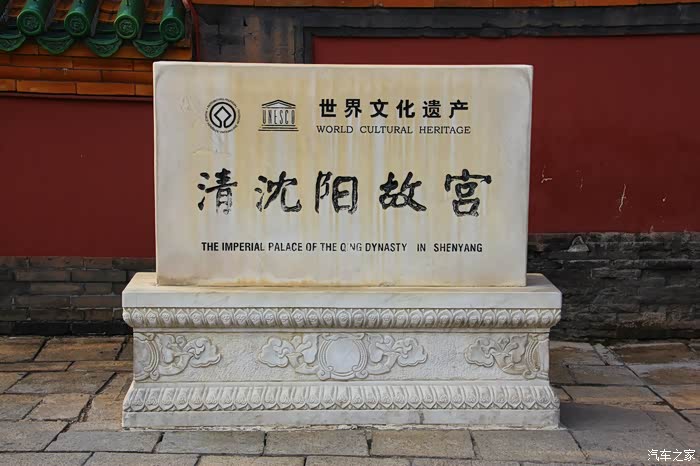 UNESCO
世界文化遗产
WORLD CULTURAL HERITAGE
清沈阳故宫
THE IMPERIAL PALACE OF THE QING DYNASTY IN SHENYANG
汽车之家